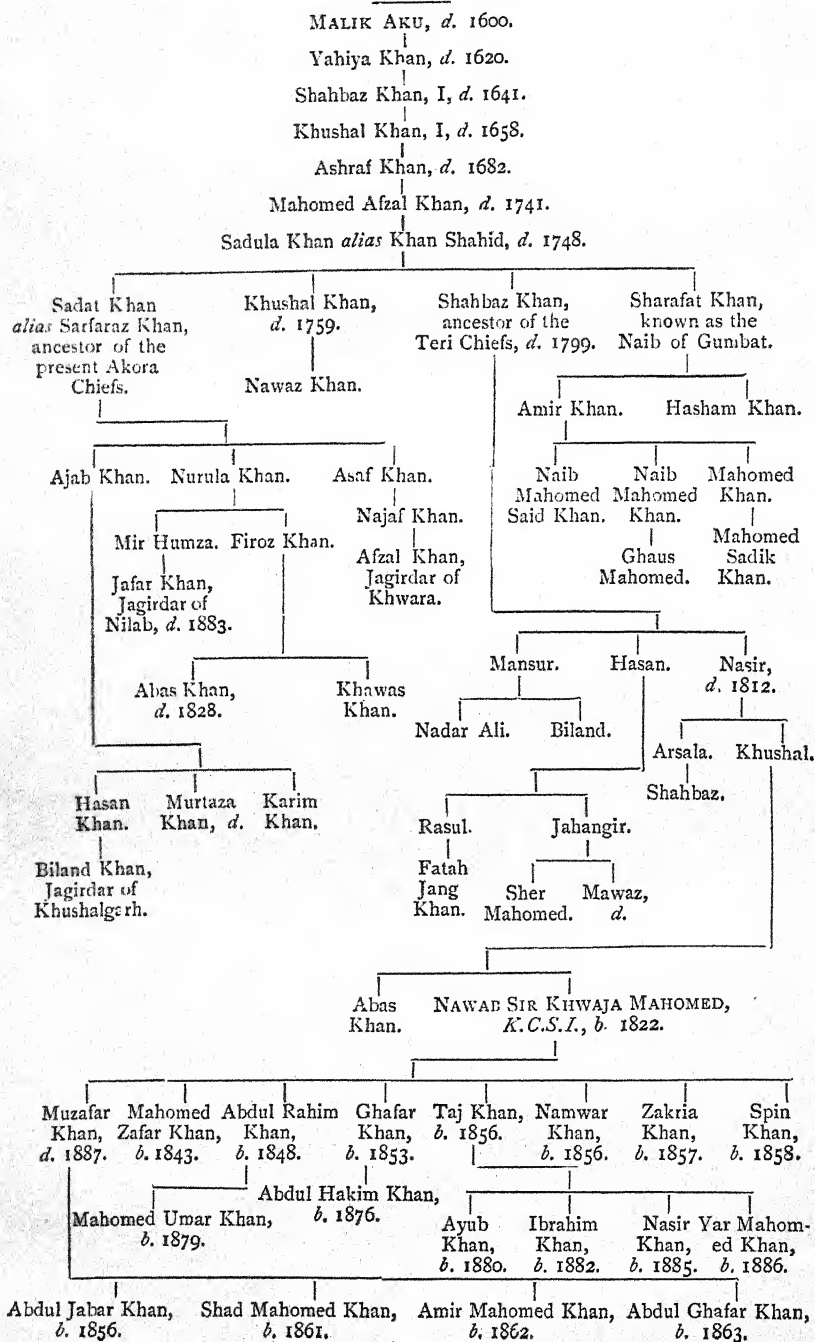 MALIK AKU, d. 1600.
Yahiya Khan, d. 1620.
Shahbaz Khan, I, d. 1641.
Khushal Khan, I, d. 1658.
Ashraf Khan, d. 1682.
Mahomed Afzal Khan, d. 1741.
Sadula Khan alias Khan Shahid, d. 1748.
Sadat Khan
alias Sarfaraz Khan,
ancestor of the
present Akora
Chiefs.
Khushal Khan,
d. 1759.
Nawaz Khan.
Shahbaz Khan,
ancestor of the
Teri Chiefs, d. 1799.
Sharafat Khan,
known as the
Naib of Gumbat.
Amir Khan. Hasham Khan.
Ajab Khan. Nurula Khan. Asaf Khan.
Naib
Mahomed
Said Khan.
Naib
Mahomed
Khan.
Mahomed
Khan.
Najaf Khan.
Mir Humza. Firoz Khan.
Afzal Khan,
Jagirdar of
Khwara.
Ghaus
Mahomed.
Mahomed
Sadik
Khan.
Jafar Khan,
Jagirdar of
Nilab, d. 1883.
Mansur. Hasan. Nasir,
d. 1812.
Abas Khan,
d. 1828.
Khawas
Khan.
Nadar Ali. Biland.
Arsala. Khushal.
Shahbaz.
Hasan
Khan.
Murtaza
Khan, d.
Karim
Khan.
Rasul. Jahangir.
Biland Khan,
Jagirdar of
Khushalgarh.
Fatah
Jang
Khan.
Sher
Mahomed.
Mawaz,
d.
Abas
Khan.
NAWAB SIR KHWAJA MAHOMED,
K.C.S.I., b. 1822.
Muzafar
Khan,
d. 1887.
Mahomed
Zafar Khan,
b. 1843.
Abdul Rahim
Khan,
b. 1848.
Ghafar
Khan,
b. 1853.
Taj Khan,
b. 1856.
Namwar
Khan,
b. 1856.
Zakria
Khan,
b. 1857.
Spin
Khan,
b. 1858.
Mahomed Umar Khan,
b. 1879.
Abdul Hakim Khan,
b. 1876.
Ayub
Khan,
b. 1880.
Ibrahim
Khan,
b. 1882.
Nasir
Khan,
b. 1885.
Yar Mahom-
ed Khan,
b. 1886.
Abdul Jabar Khan,
b. 1856.
Shad Mahomed Khan,
b. 1861.
Amir Mahomed Khan,
b. 1862.
Abdul Ghafar Khan,
b. 1863.